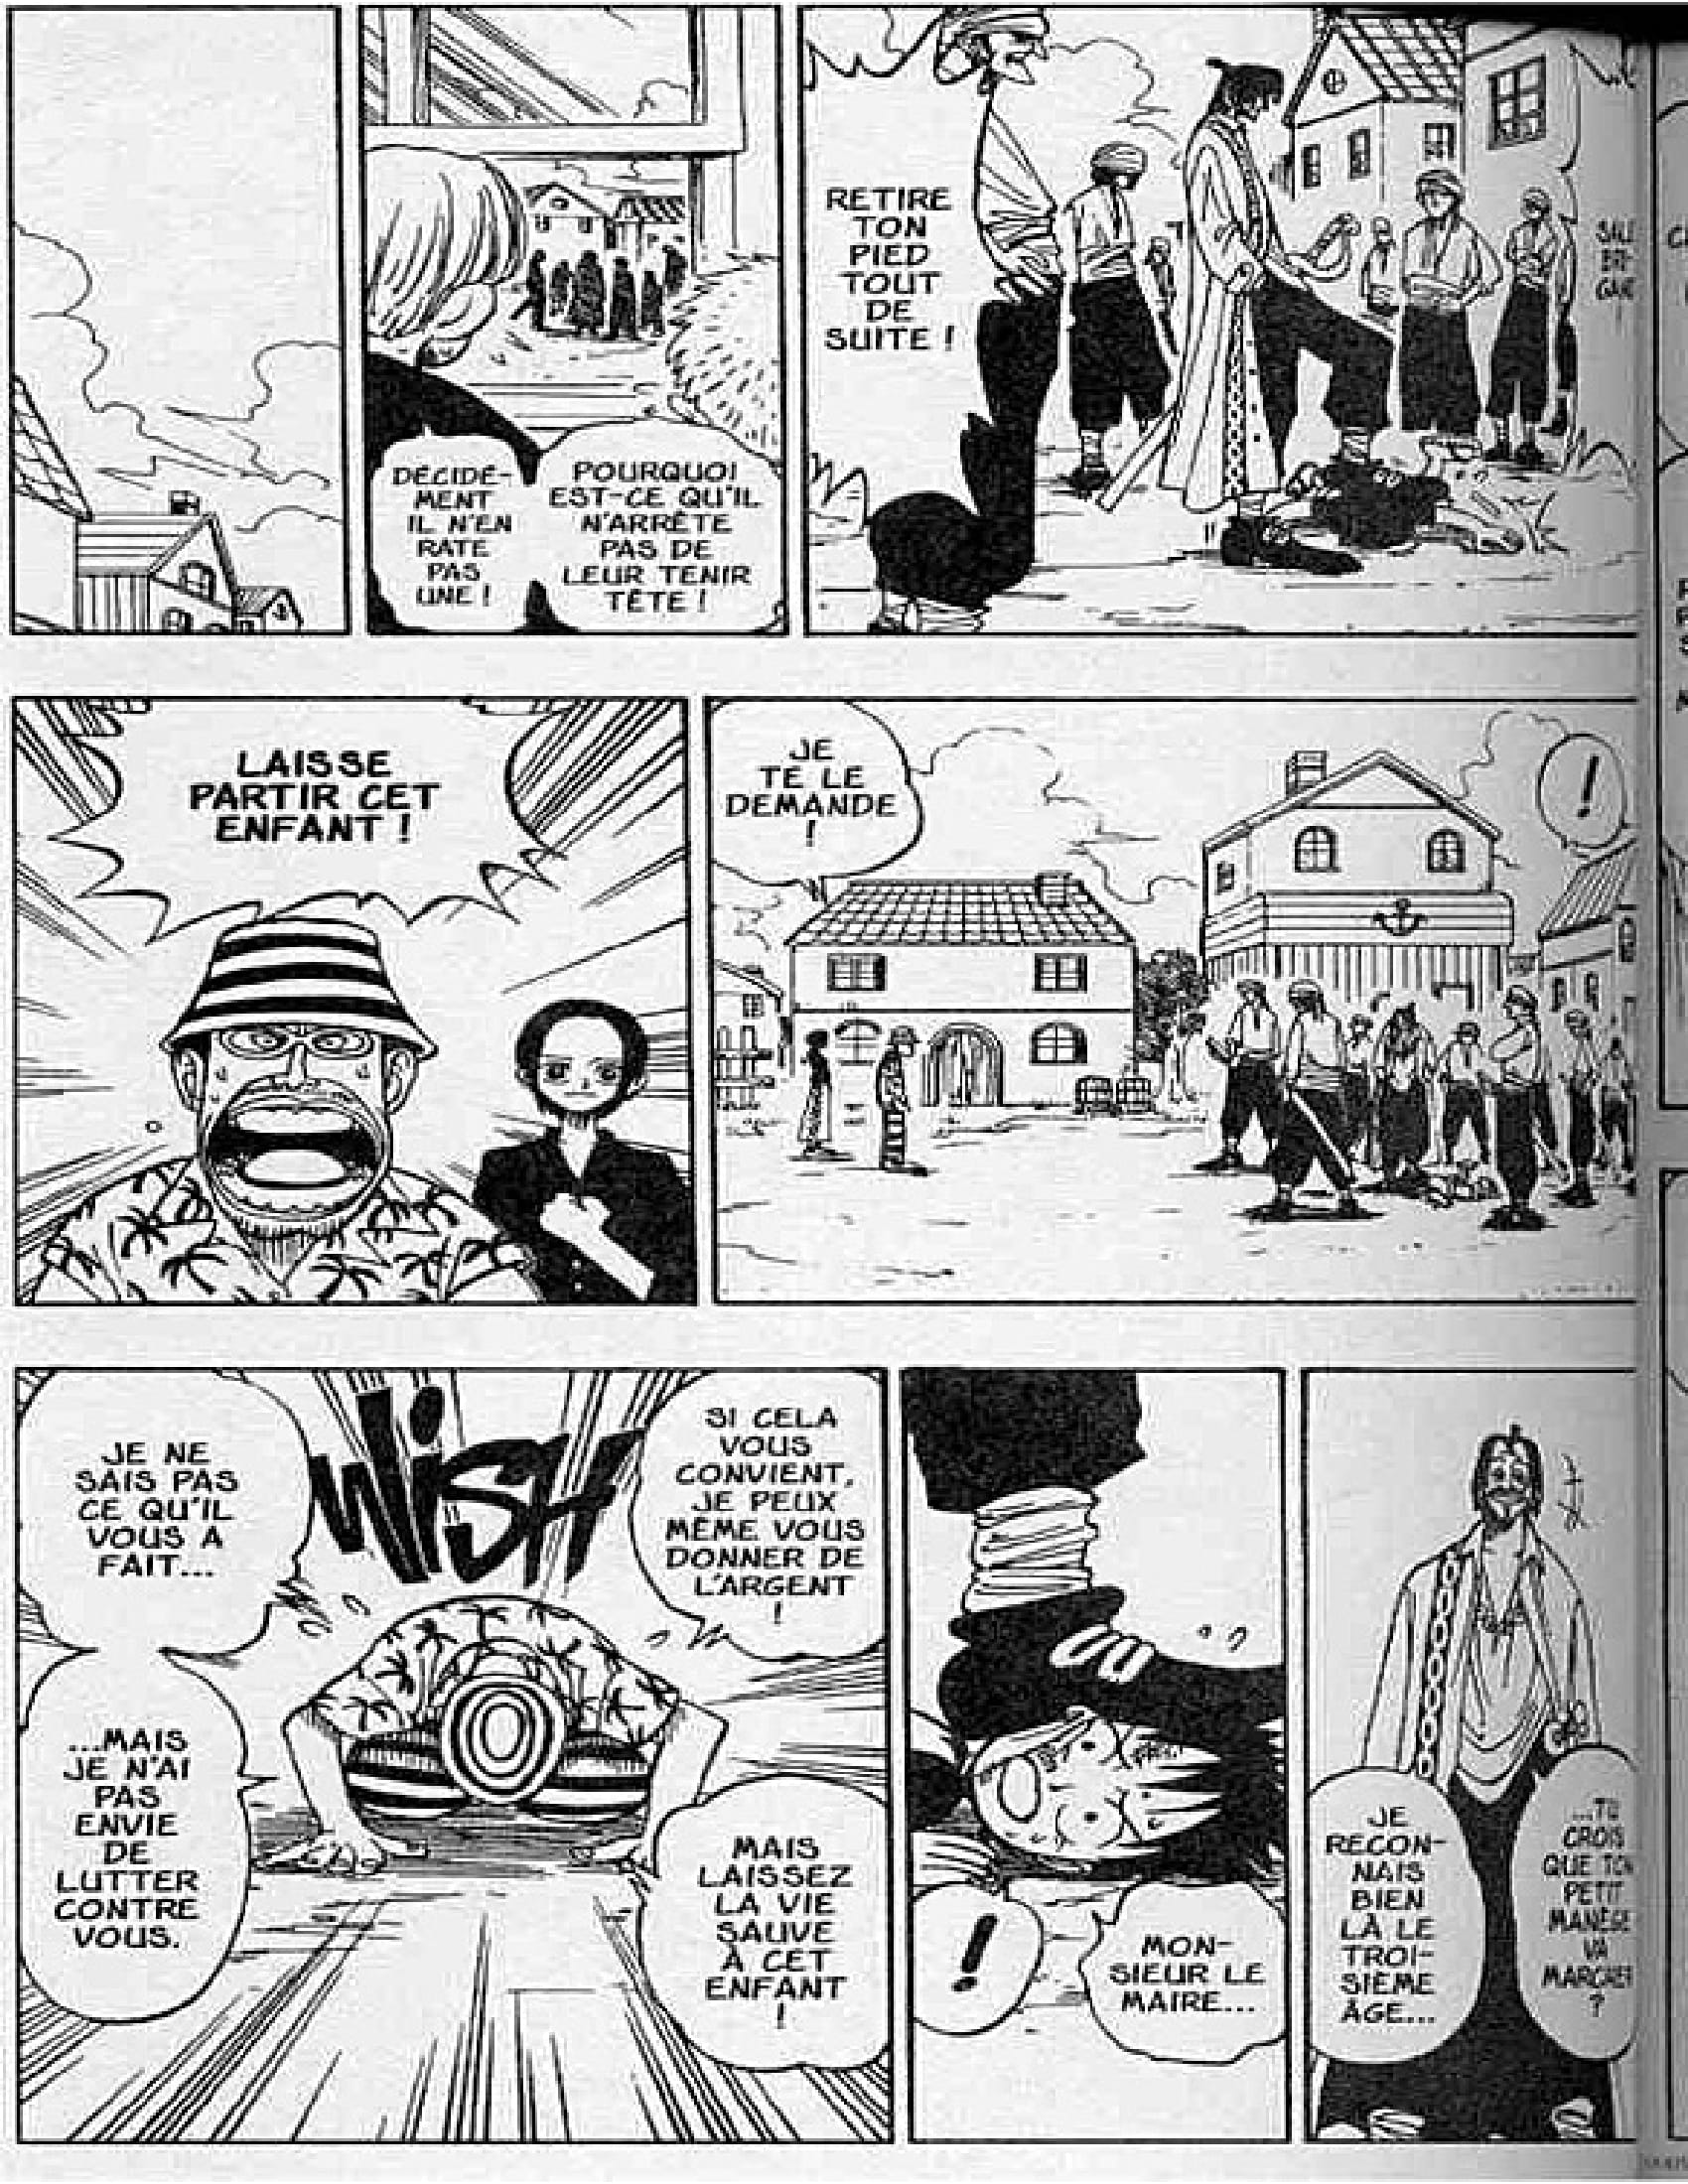 RETIRE
TON
PIED
TOUT
DE
SUITE !
POURQUOI
EST-CE QU'IL
N'ARRÊTE
PAS DE
LEUR TENIR
TÊTE !
DÉCIDÉ-
MENT
IL N'EN
RATE
PAS
UNE !
!
JE
TE LE
DEMANDE
!
LAISSE
PARTIR CET
ENFANT !
...TU
CROIS
QUE TON
PETIT
MANÈGE
VA
MARCHER
?
JE
RECON-
NAIS
BIEN
LÀ LE
TROI-
SIÈME
ÂGE...
MON-
SIEUR LE
MAIRE...
!
SI CELA
VOUS
CONVIENT,
JE PEUX
MÊME VOUS
DONNER DE
L'ARGENT
!
WISH
JE NE
SAIS PAS
CE QU'IL
VOUS A
FAIT...
...MAIS
JE N'AI
PAS
ENVIE
DE
LUTTER
CONTRE
VOUS.
MAIS
LAISSEZ
LA VIE
SAUVE
À CET
ENFANT
!